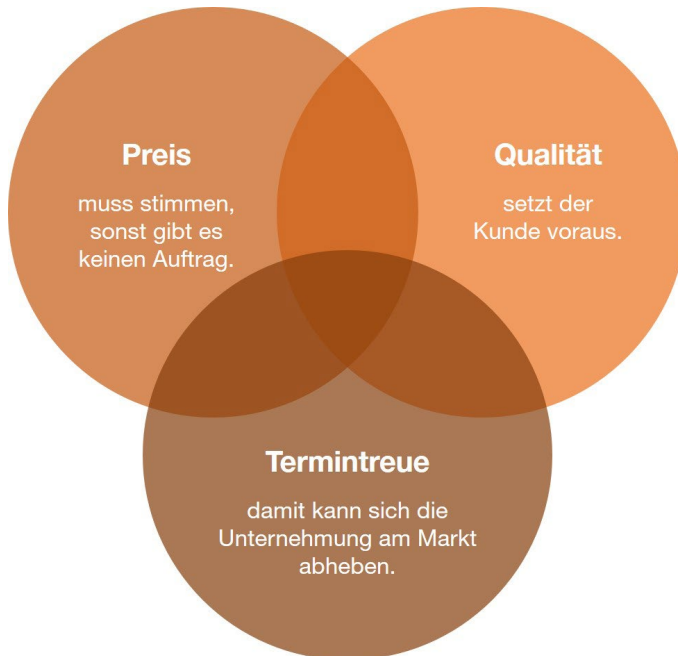 Preis
muss stimmen,
sonst gibt es
keinen Auftrag.
Qualität
setzt der
Kunde voraus.
Termintreue
damit kann sich die
Unternehmung am Markt
abheben.